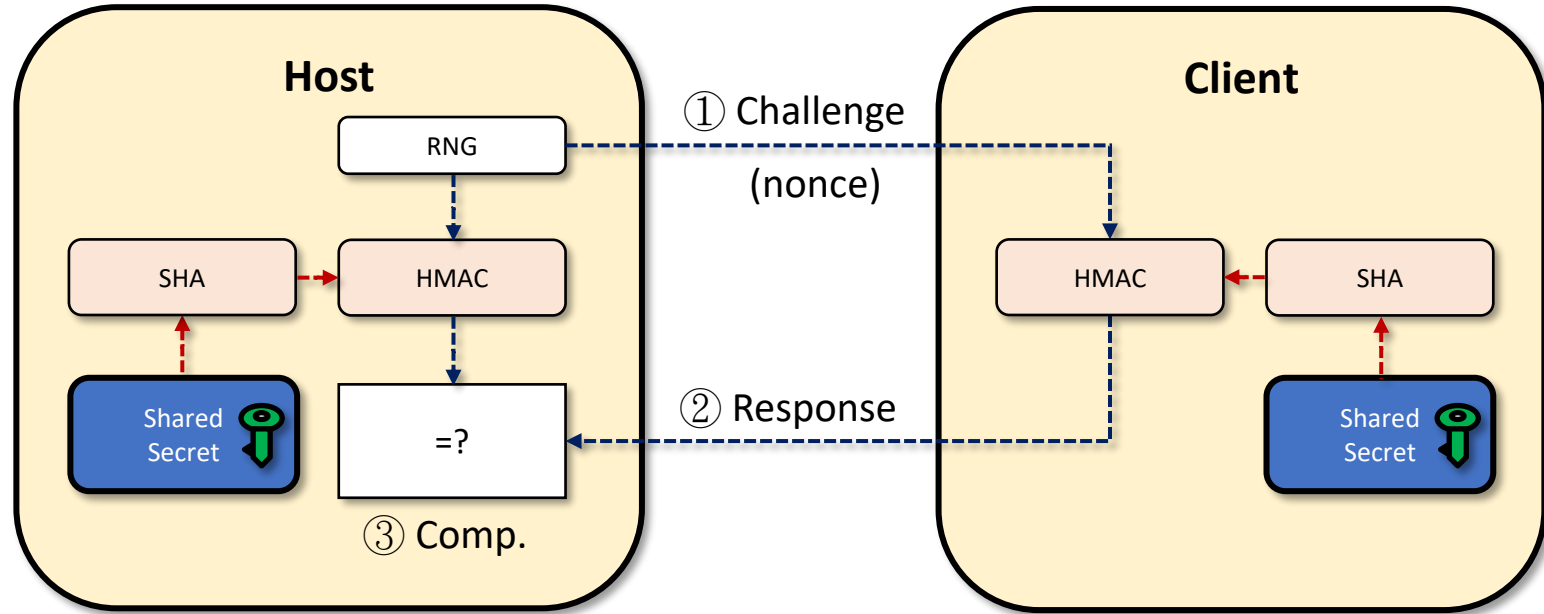 Host
RNG
SHA
HMAC
Shared
Secret
=?
③ Comp.
① Challenge
(nonce)
② Response
Client
HMAC
SHA
Shared
Secret